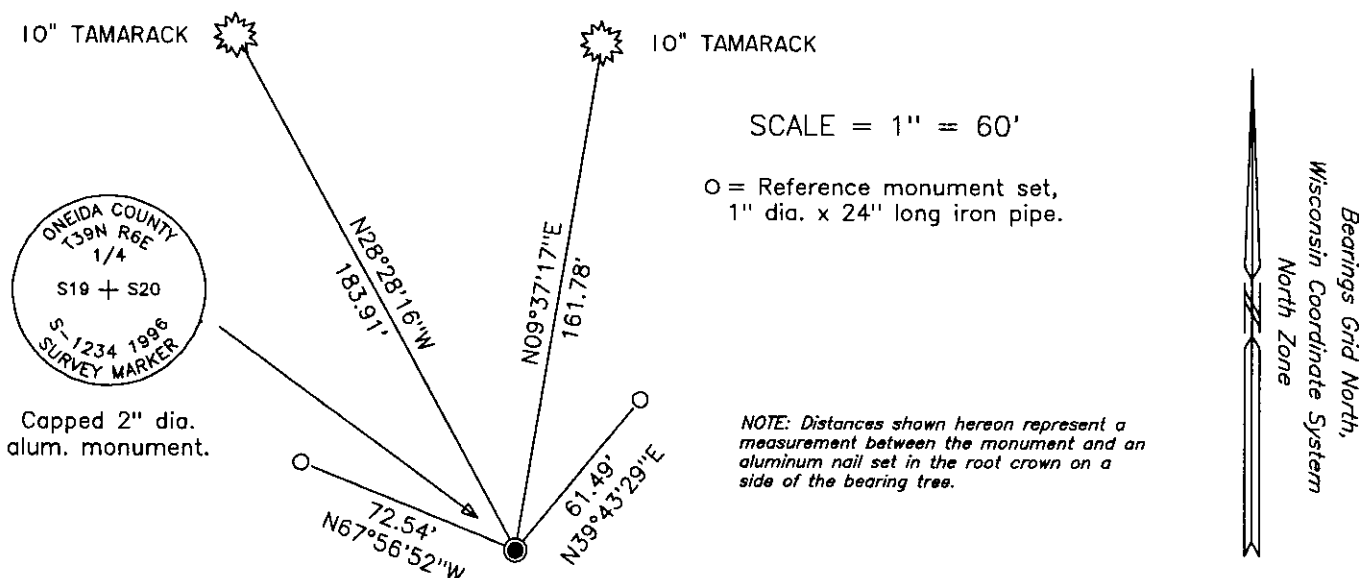 10" TAMARACK
10" TAMARACK
SCALE = 1" = 60'
O = Reference monument set,
1" dia. x 24" long iron pipe.
ONEIDA COUNTY
T39N R6E
1/4
S19 + S20
S-1234 1996
SURVEY MARKER
Capped 2" dia.
alum. monument.
N28°28'16"W
183.91'
N09°37'17"E
161.78'
72.54'
N67°56'52"W
61.49'
N39°43'29"E
NOTE: Distances shown hereon represent a
measurement between the monument and an
aluminum nail set in the root crown on a
side of the bearing tree.
Bearings Grid North,
Wisconsin Coordinate System
North Zone
N